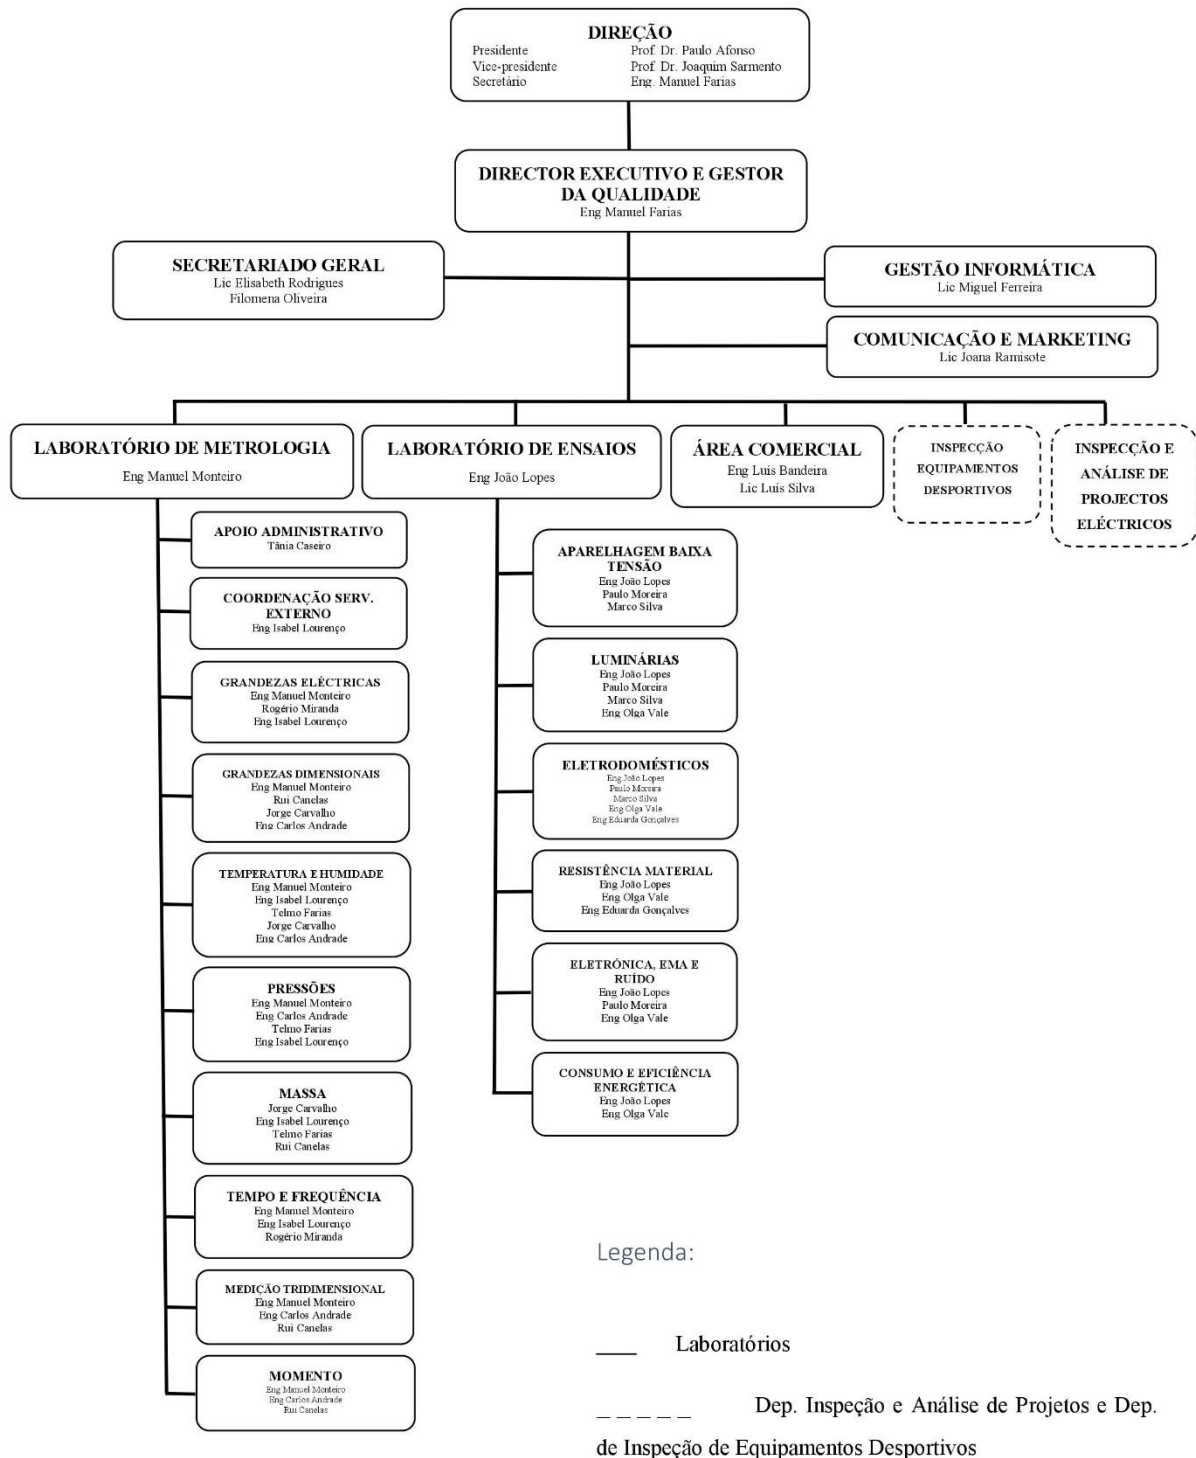 DIREÇÃO
Presidente Prof. Dr. Paulo Afonso
Vice-presidente Prof. Dr. Joaquim Sarmento
Secretário Eng. Manuel Farias
DIRECTOR EXECUTIVO E GESTOR
DA QUALIDADE
Eng Manuel Farias
SECRETARIADO GERAL
Lic Elisabeth Rodrigues
Filomena Oliveira
GESTÃO INFORMÁTICA
Lic Miguel Ferreira
COMUNICAÇÃO E MARKETING
Lic Joana Ramisote
LABORATÓRIO DE METROLOGIA
Eng Manuel Monteiro
LABORATÓRIO DE ENSAIOS
Eng João Lopes
ÁREA COMERCIAL
Eng Luís Bandeira
Lic Luís Silva
INSPECÇÃO
EQUIPAMENTOS
DESPORTIVOS
INSPECÇÃO E
ANÁLISE DE
PROJECTOS
ELÉCTRICOS
APOIO ADMINISTRATIVO
Tânia Caseiro
COORDENAÇÃO SERV.
EXTERNO
Eng Isabel Lourenço
GRANDEZAS ELÉCTRICAS
Eng Manuel Monteiro
Rogério Miranda
Eng Isabel Lourenço
GRANDEZAS DIMENSIONAIS
Eng Manuel Monteiro
Rui Canelas
Jorge Carvalho
Eng Carlos Andrade
TEMPERATURA E HUMIDADE
Eng Manuel Monteiro
Eng Isabel Lourenço
Telmo Farias
Jorge Carvalho
Eng Carlos Andrade
PRESSÕES
Eng Manuel Monteiro
Eng Carlos Andrade
Telmo Farias
Eng Isabel Lourenço
MASSA
Jorge Carvalho
Eng Isabel Lourenço
Telmo Farias
Rui Canelas
TEMPO E FREQUÊNCIA
Eng Manuel Monteiro
Eng Isabel Lourenço
Rogério Miranda
MEDIÇÃO TRIDIMENSIONAL
Eng Manuel Monteiro
Eng Carlos Andrade
Rui Canelas
MOMENTO
Eng Manuel Monteiro
Eng Carlos Andrade
Rui Canelas
APARELHAGEM BAIXA
TENSÃO
Eng João Lopes
Paulo Moreira
Marco Silva
LUMINÁRIAS
Eng João Lopes
Paulo Moreira
Marco Silva
Eng Olga Vale
ELETRODOMÉSTICOS
Eng João Lopes
Paulo Moreira
Marco Silva
Eng Olga Vale
Eng Eduarda Gonçalves
RESISTÊNCIA MATERIAL
Eng João Lopes
Eng Olga Vale
Eng Eduarda Gonçalves
ELETRÓNICA, EMA E
RUÍDO
Eng João Lopes
Paulo Moreira
Eng Olga Vale
CONSUMO E EFICIÊNCIA
ENERGÉTICA
Eng João Lopes
Eng Olga Vale
Legenda:
___ Laboratórios
_ _ _ _ _ Dep. Inspeção e Análise de Projetos e Dep.
de Inspeção de Equipamentos Desportivos